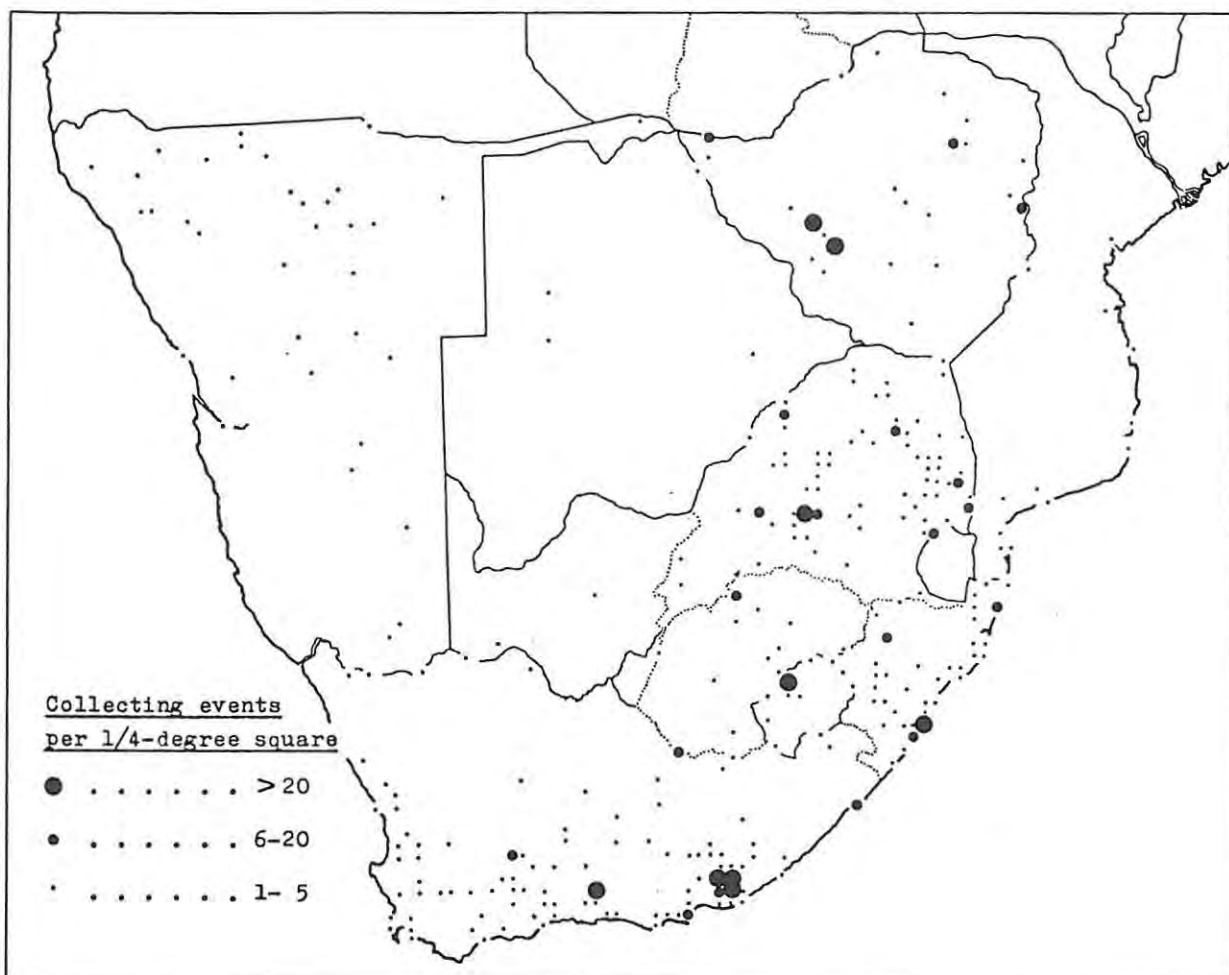 Collecting events
per 1/4-degree square
● . . . . . . . >20
● . . . . . . . 6-20
· . . . . . . . 1-5